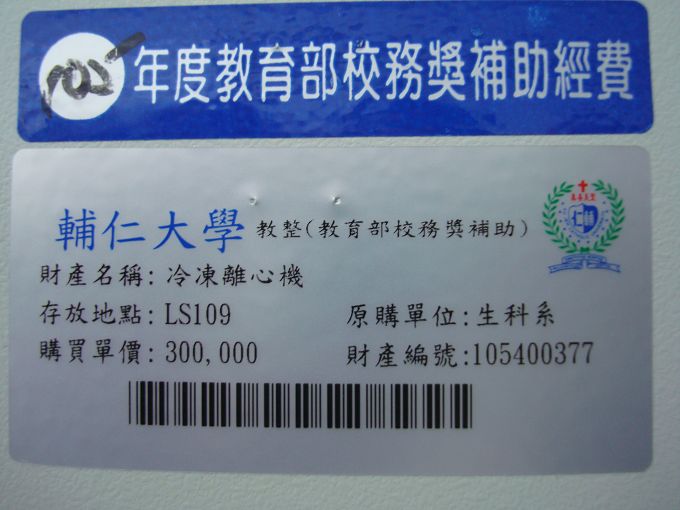 105年度教育部校務獎補助經費
輔仁大學 教整(教育部校務獎補助)
財產名稱: 冷凍離心機
存放地點: LS109 原購單位:生科系
購買單價: 300,000 財產編號:105400377